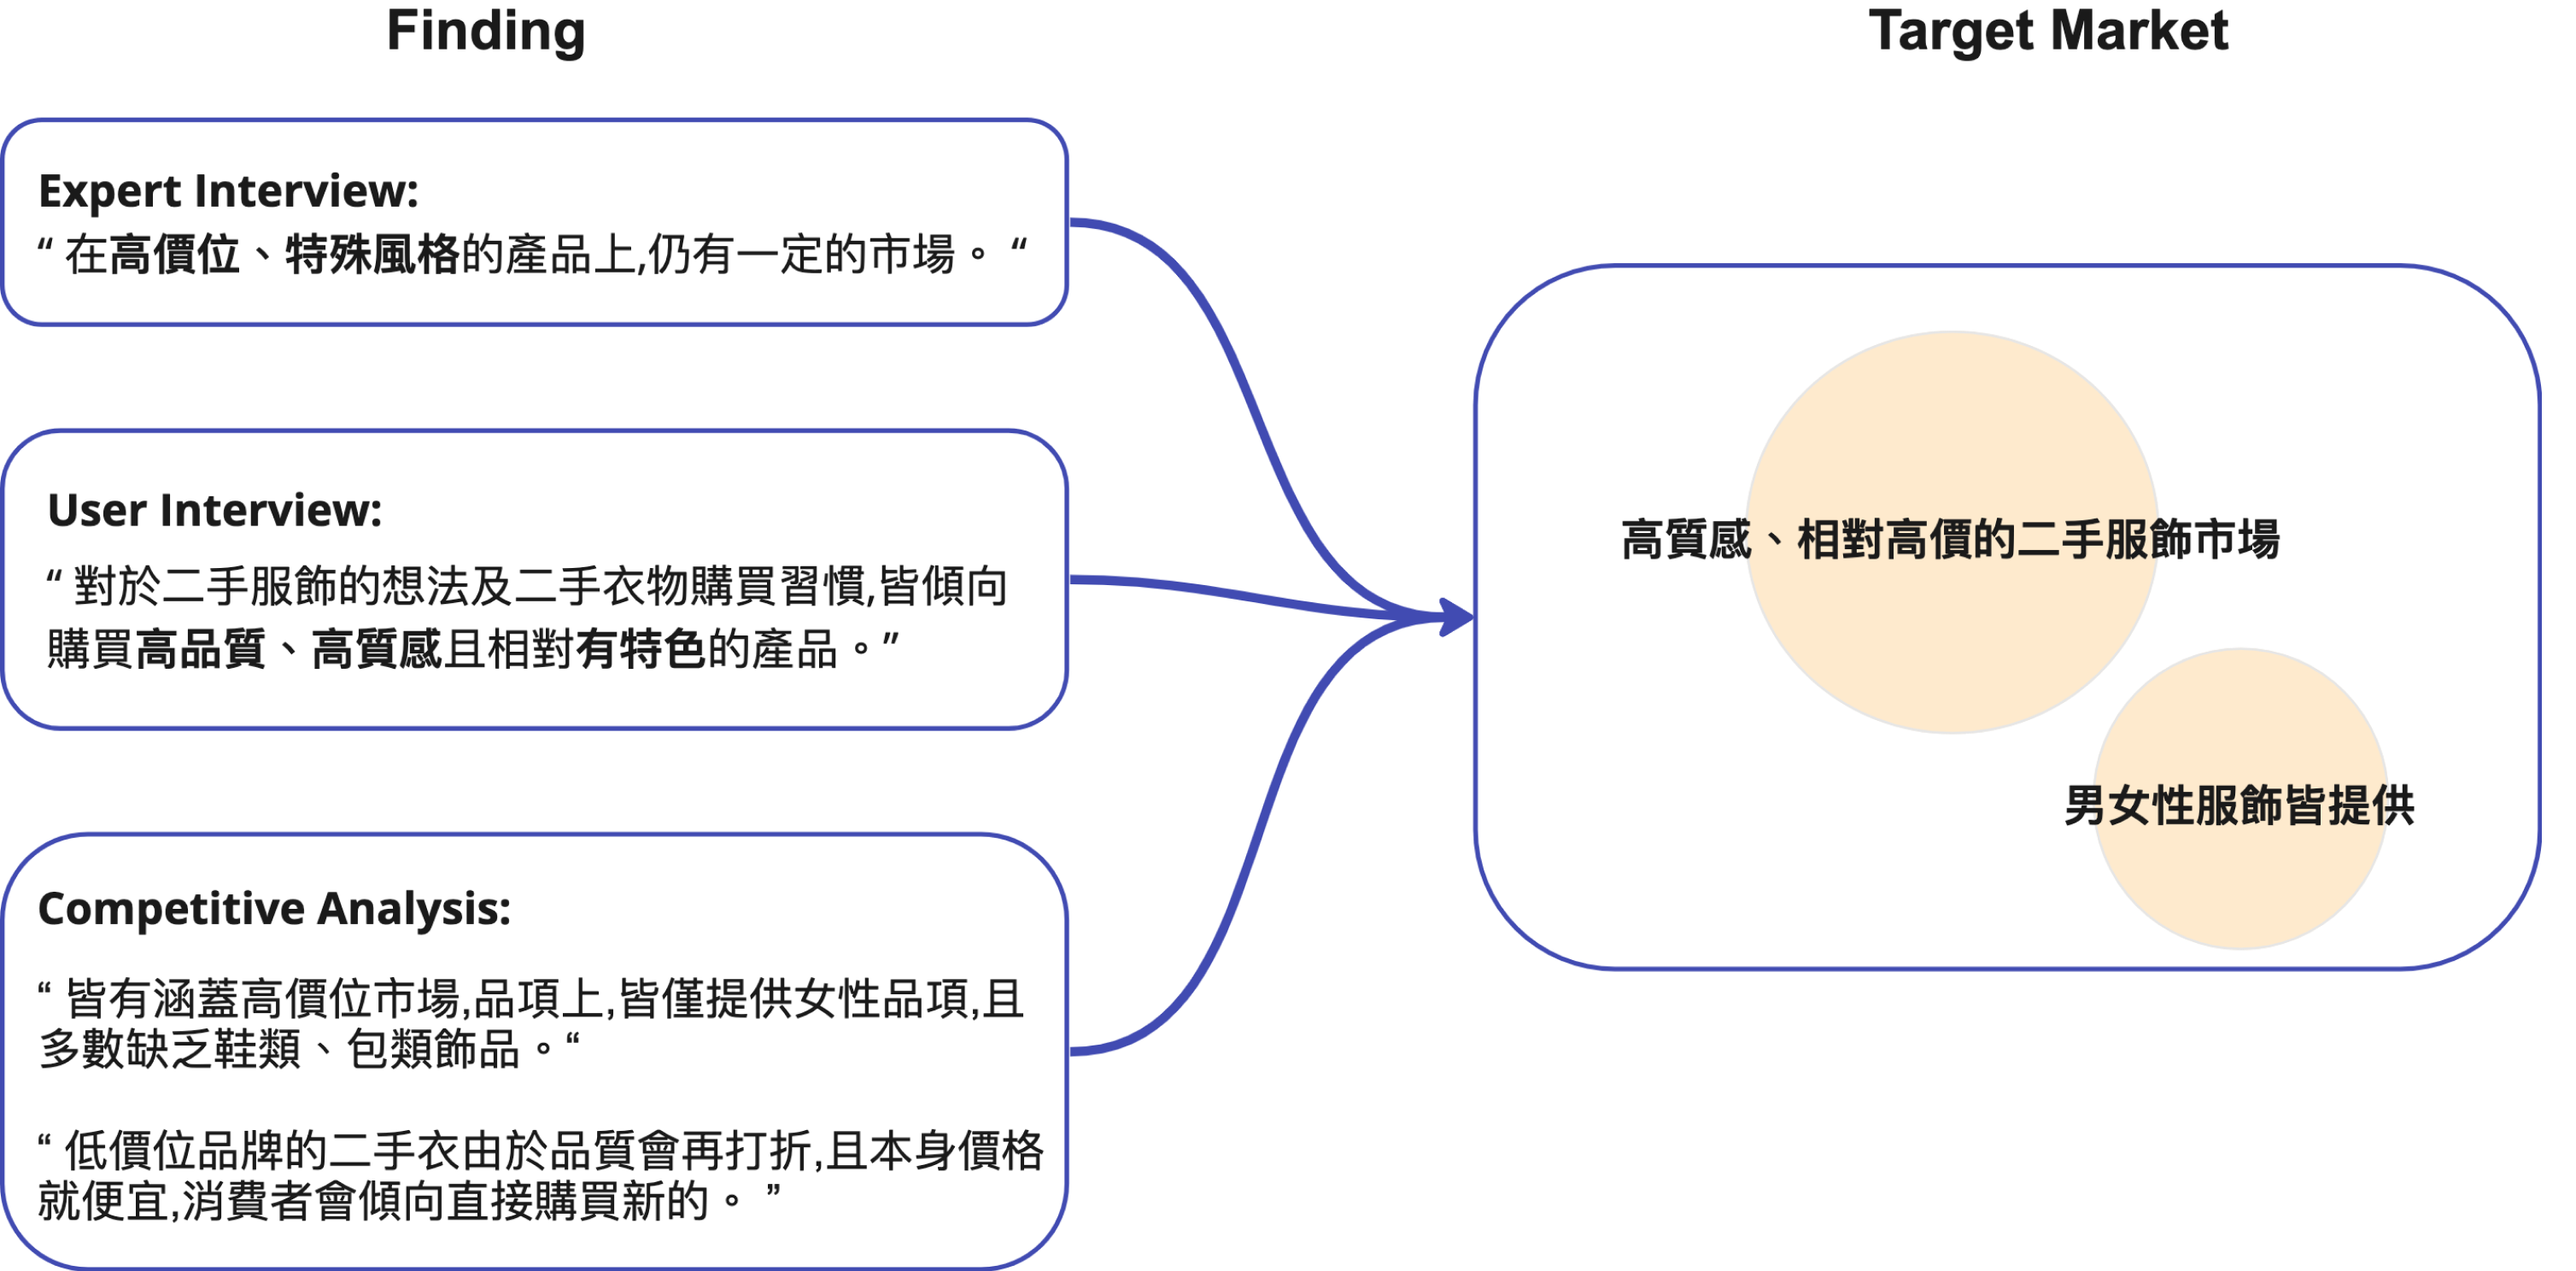 Finding
Target Market
Expert Interview:
“ 在高價位、特殊風格的產品上,仍有一定的市場。 “
User Interview:
“ 對於二手服飾的想法及二手衣物購買習慣,皆傾向
購買高品質、高質感且相對有特色的產品。”
Competitive Analysis:
“ 皆有涵蓋高價位市場,品項上,皆僅提供女性品項,且
多數缺乏鞋類、包類飾品。“
“ 低價位品牌的二手衣由於品質會再打折,且本身價格
就便宜,消費者會傾向直接購買新的。 ”
高質感、相對高價的二手服飾市場
男女性服飾皆提供